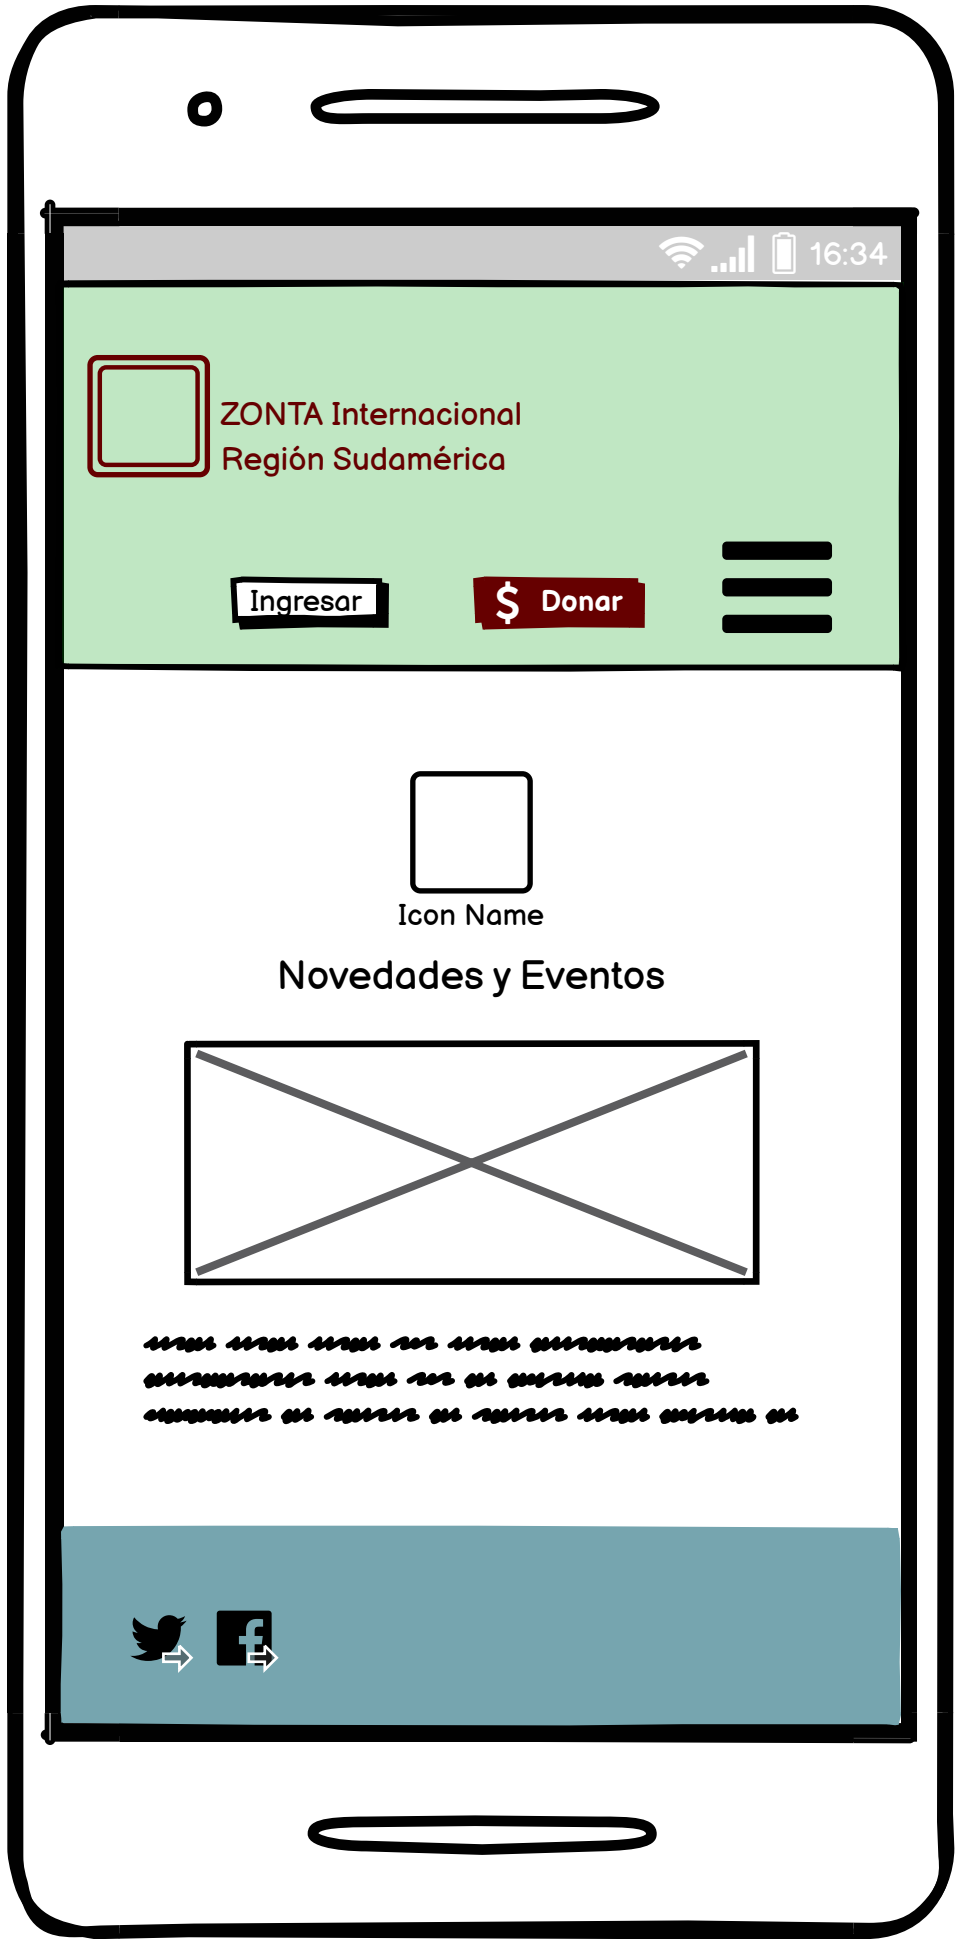 16:34
ZONTA Internacional
Región Sudamérica
Ingresar
$ Donar
Icon Name
Novedades y Eventos